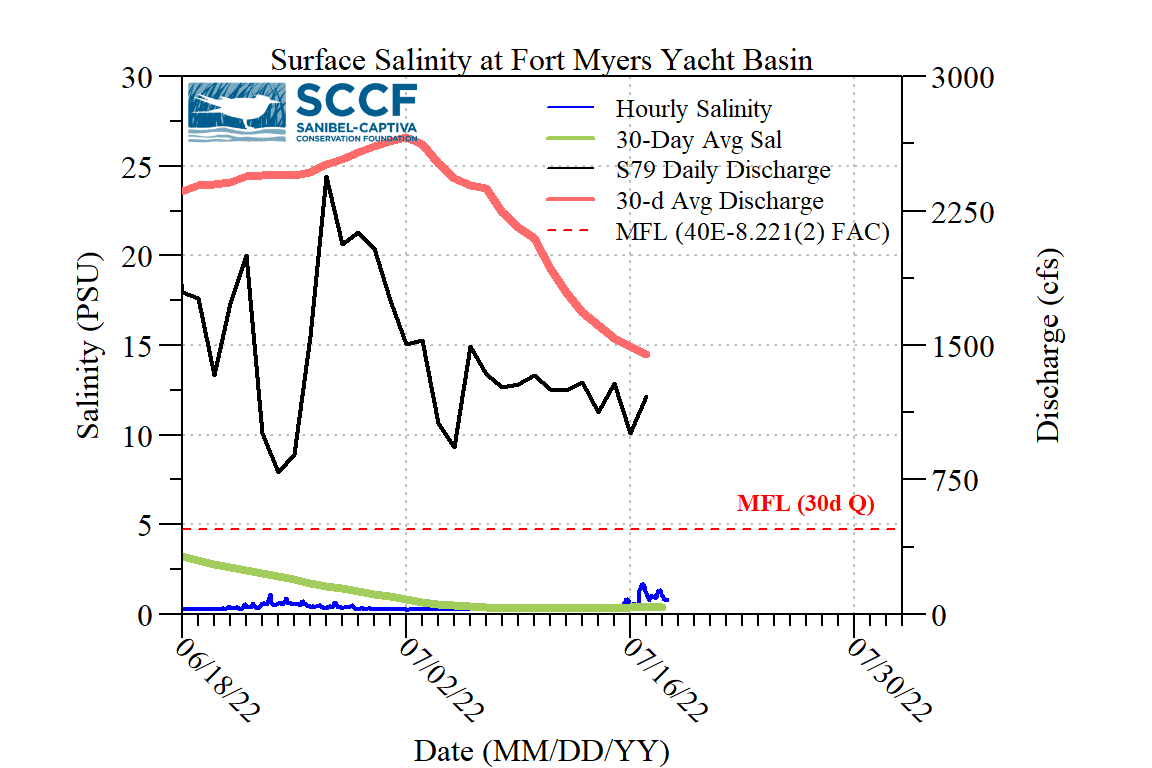 Surface Salinity at Fort Myers Yacht Basin
SCCF
SANIBEL-CAPTIVA
CONSERVATION FOUNDATION
Hourly Salinity
30-Day Avg Sal
S79 Daily Discharge
30-d Avg Discharge
MFL (40E-8.221(2) FAC)
30
25
20
15
10
5
0
Salinity (PSU)
3000
2250
1500
750
0
Discharge (cfs)
MFL (30d Q)
06/18/22
07/02/22
07/16/22
07/30/22
Date (MM/DD/YY)